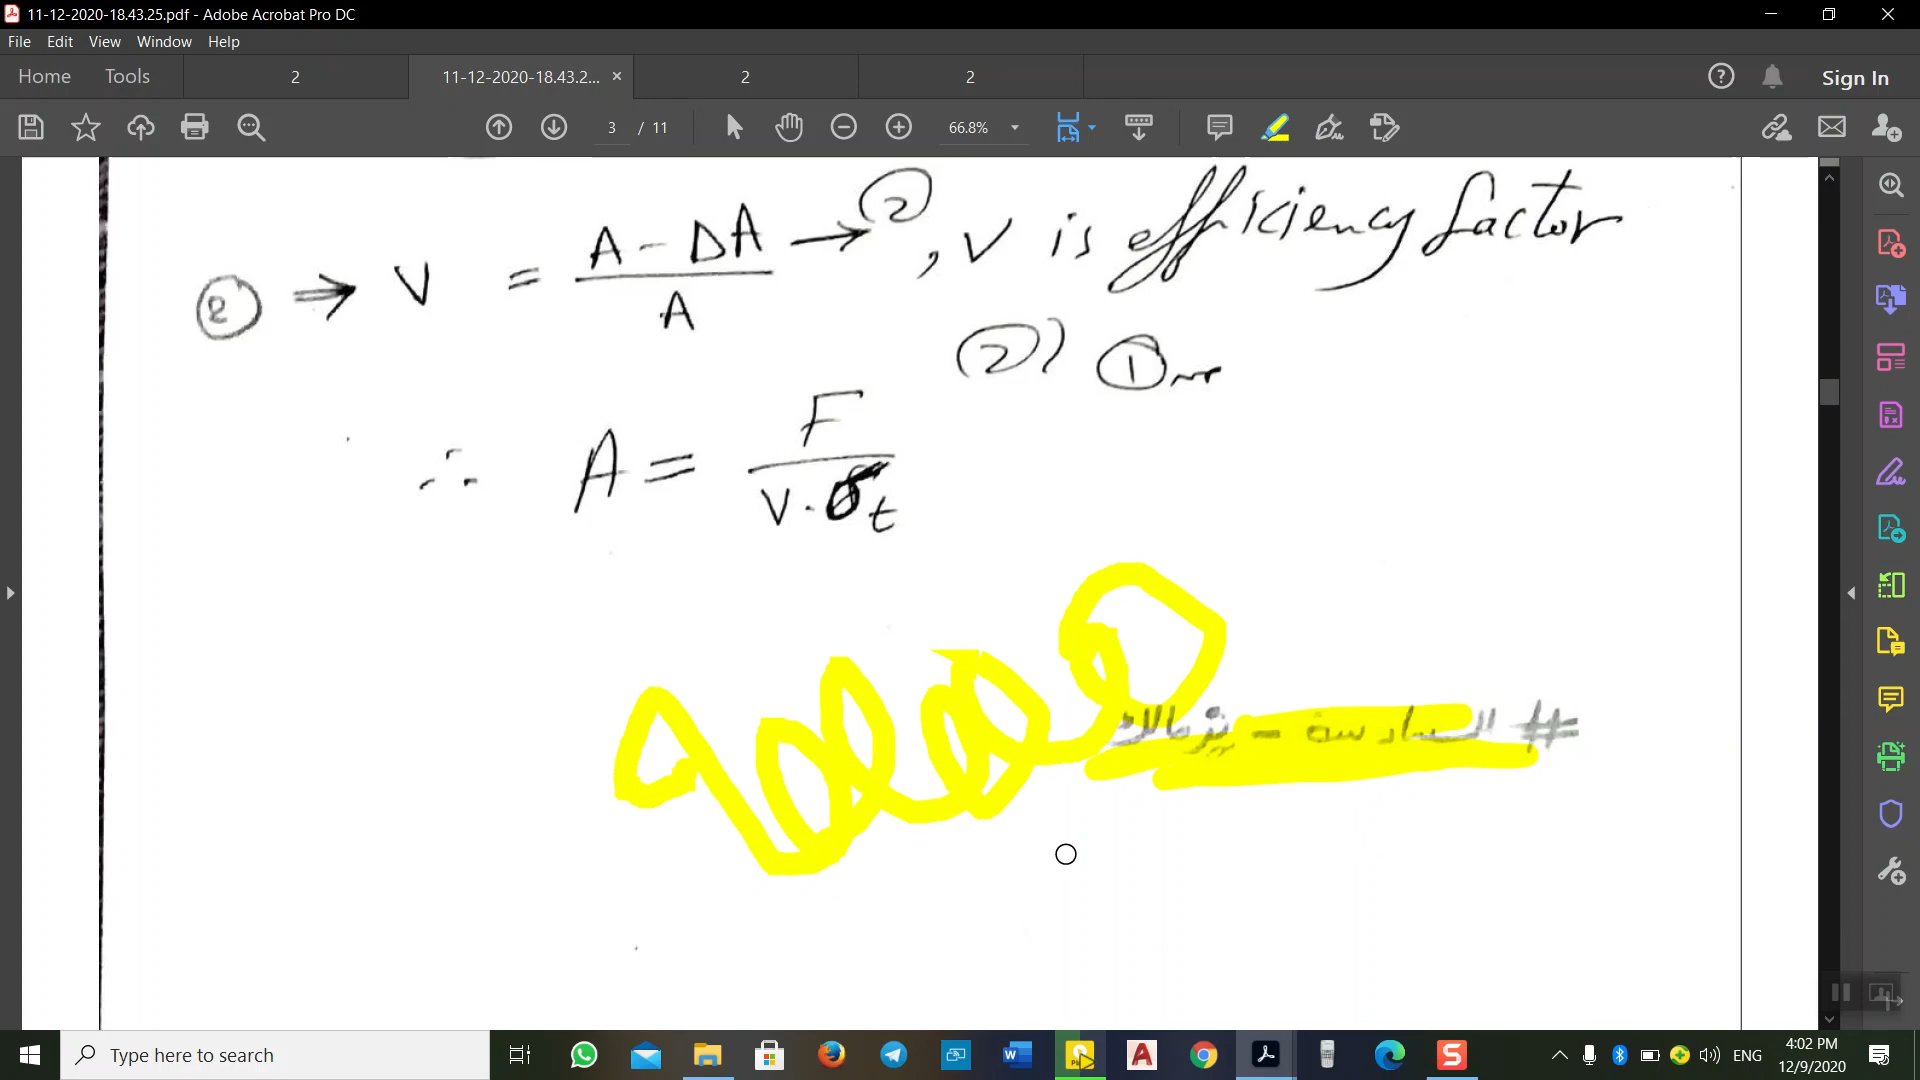 11-12-2020-18.43.25.pdf - Adobe Acrobat Pro DC
File Edit View Window Help
Home Tools 2 11-12-2020-18.43.2... × 2 2 Sign In
3 / 11 66.8%
② ⇒ V = (A - ΔA) / A → ②, V is efficiency factor
②) ①
∴ A = F / (V · σt)
# السادسة -
Type here to search
ENG
4:02 PM
12/9/2020